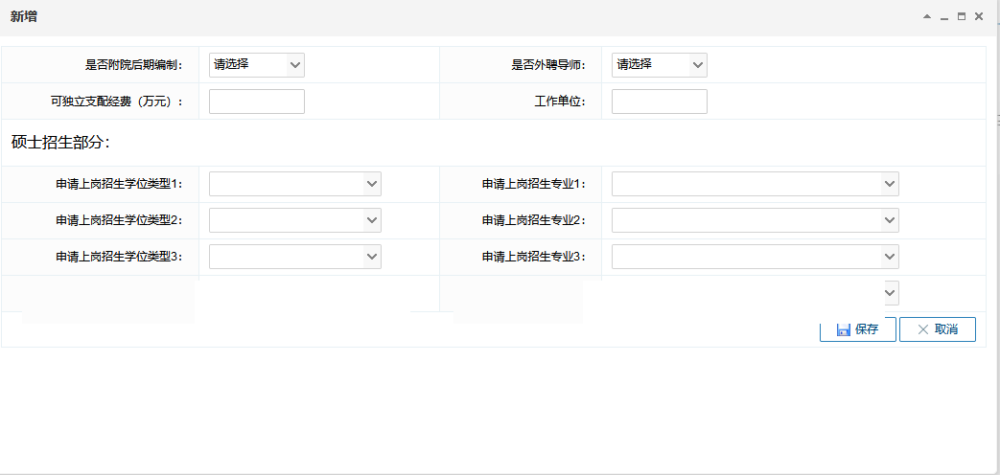 新增
是否附院后期编制： 请选择 是否外聘导师： 请选择
可独立支配经费（万元）： 工作单位：
硕士招生部分：
申请上岗招生学位类型1： 申请上岗招生专业1：
申请上岗招生学位类型2： 申请上岗招生专业2：
申请上岗招生学位类型3： 申请上岗招生专业3：
保存 取消